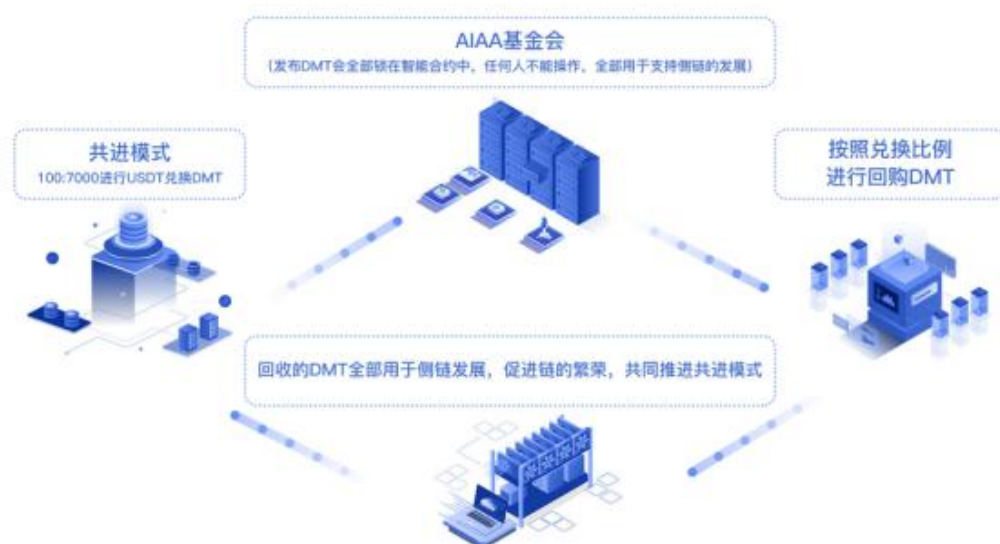 AIAA基金会
(发布DMT会全部锁在智能合约中，任何人不能操作，全部用于支持侧链的发展)
共进模式
100:7000进行USDT兑换DMT
按照兑换比例
进行回购DMT
回收的DMT全部用于侧链发展，促进链的繁荣，共同推进共进模式